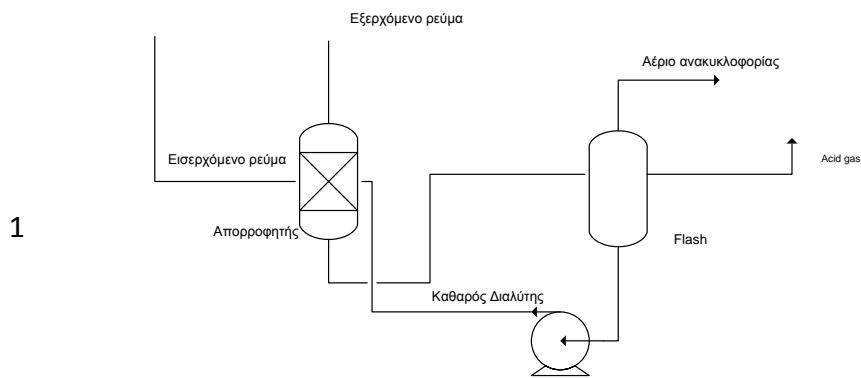 Εξερχόμενο ρεύμα
Αέριο ανακυκλοφορίας
Εισερχόμενο ρεύμα
Acid gas
1
Απορροφητής
Flash
Καθαρός Διαλύτης